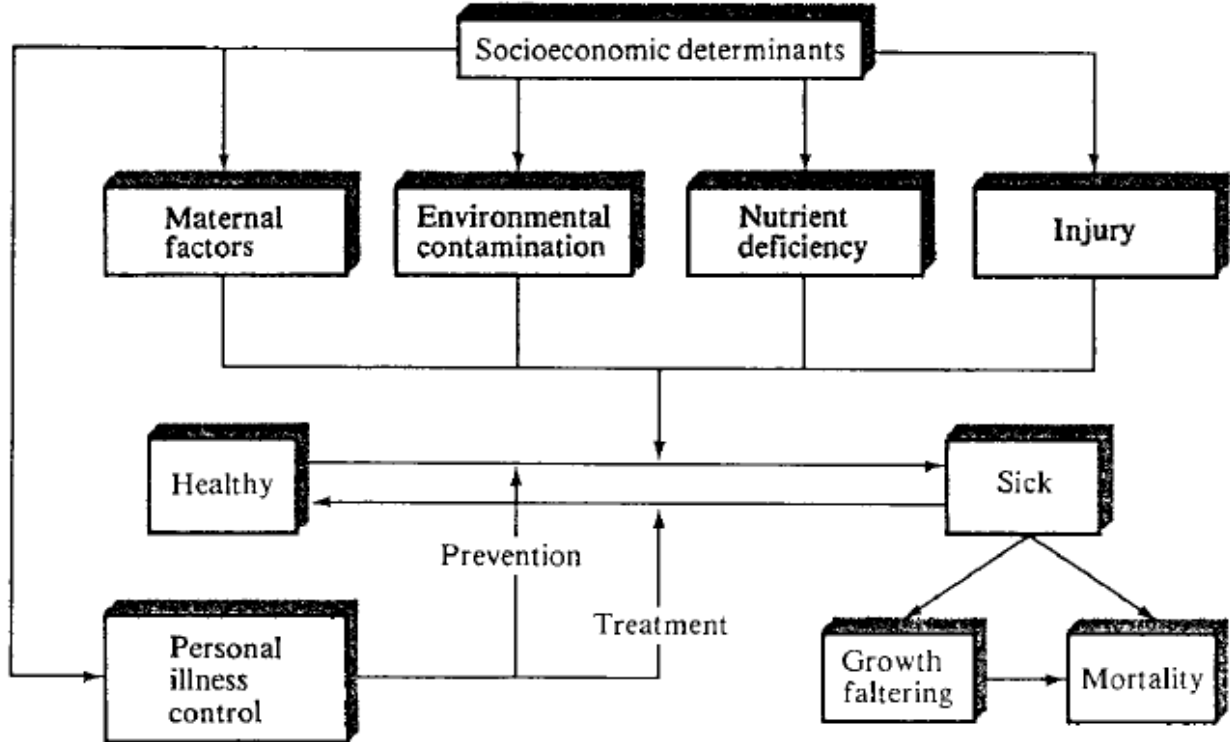 Socioeconomic determinants
Maternal
factors
Environmental
contamination
Nutrient
deficiency
Injury
Healthy
Sick
Prevention
Treatment
Personal
illness
control
Growth
faltering
Mortality